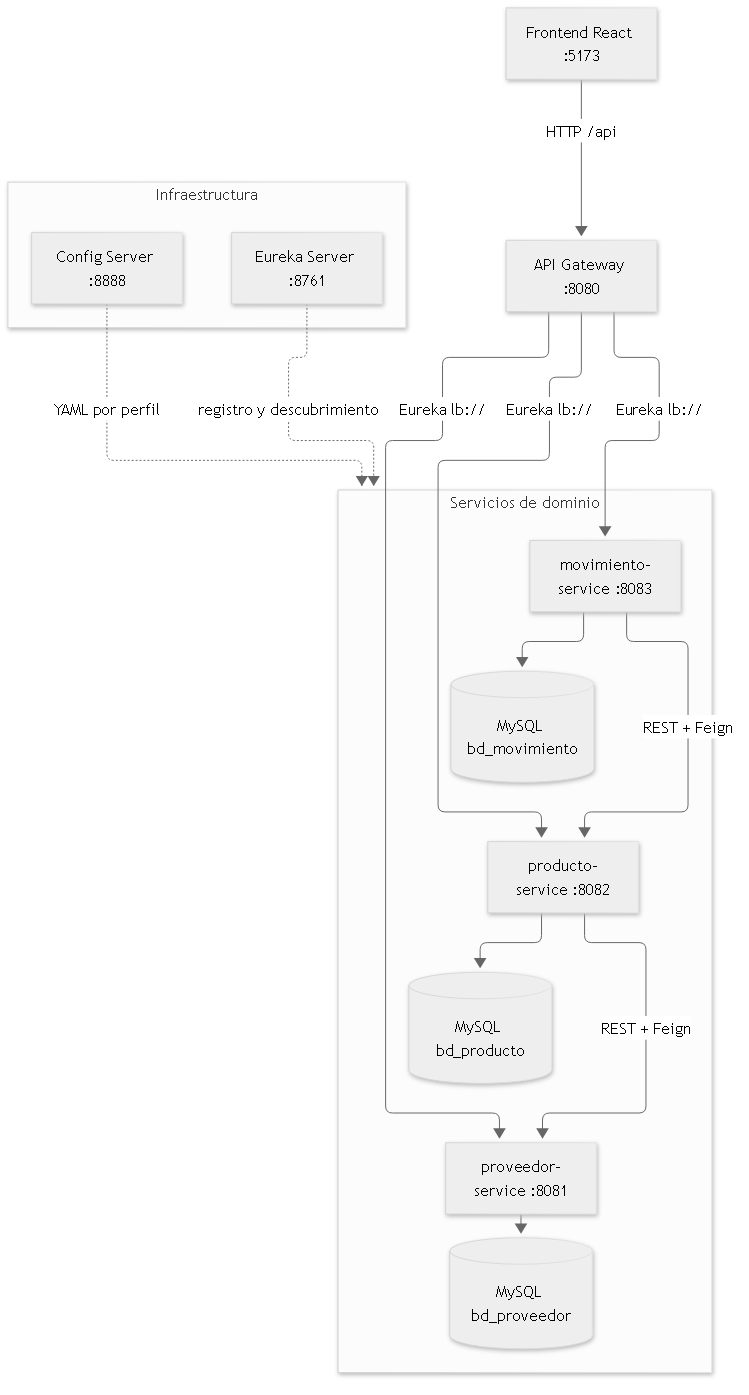 Frontend React
:5173
HTTP /api
Infraestructura
Config Server
:8888
Eureka Server
:8761
API Gateway
:8080
YAML por perfil
registro y descubrimiento
Eureka lb://
Eureka lb://
Eureka lb://
Servicios de dominio
movimiento-
service :8083
MySQL
bd_movimiento
REST + Feign
producto-
service :8082
MySQL
bd_producto
REST + Feign
proveedor-
service :8081
MySQL
bd_proveedor